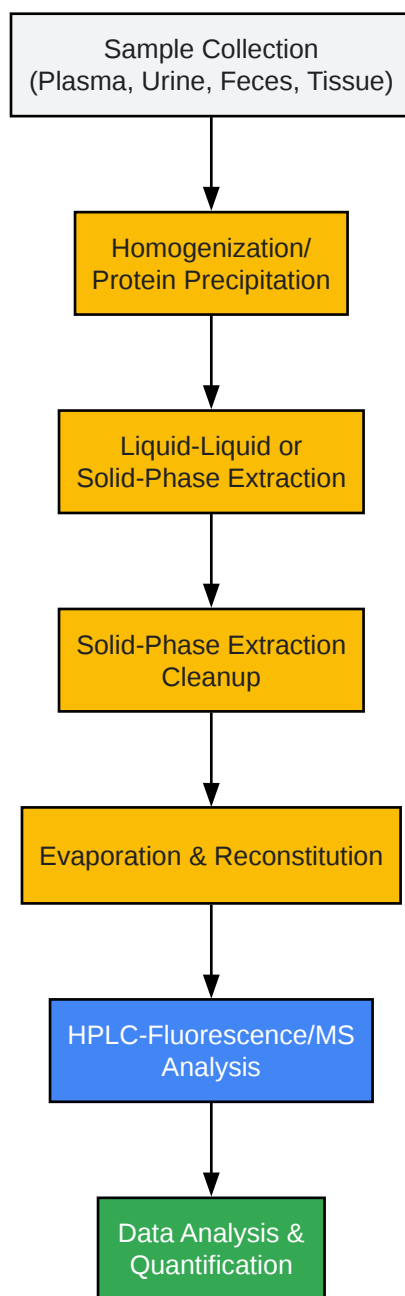 Sample Collection
(Plasma, Urine, Feces, Tissue)
Homogenization/
Protein Precipitation
Liquid-Liquid or
Solid-Phase Extraction
Solid-Phase Extraction
Cleanup
Evaporation & Reconstitution
HPLC-Fluorescence/MS
Analysis
Data Analysis &
Quantification